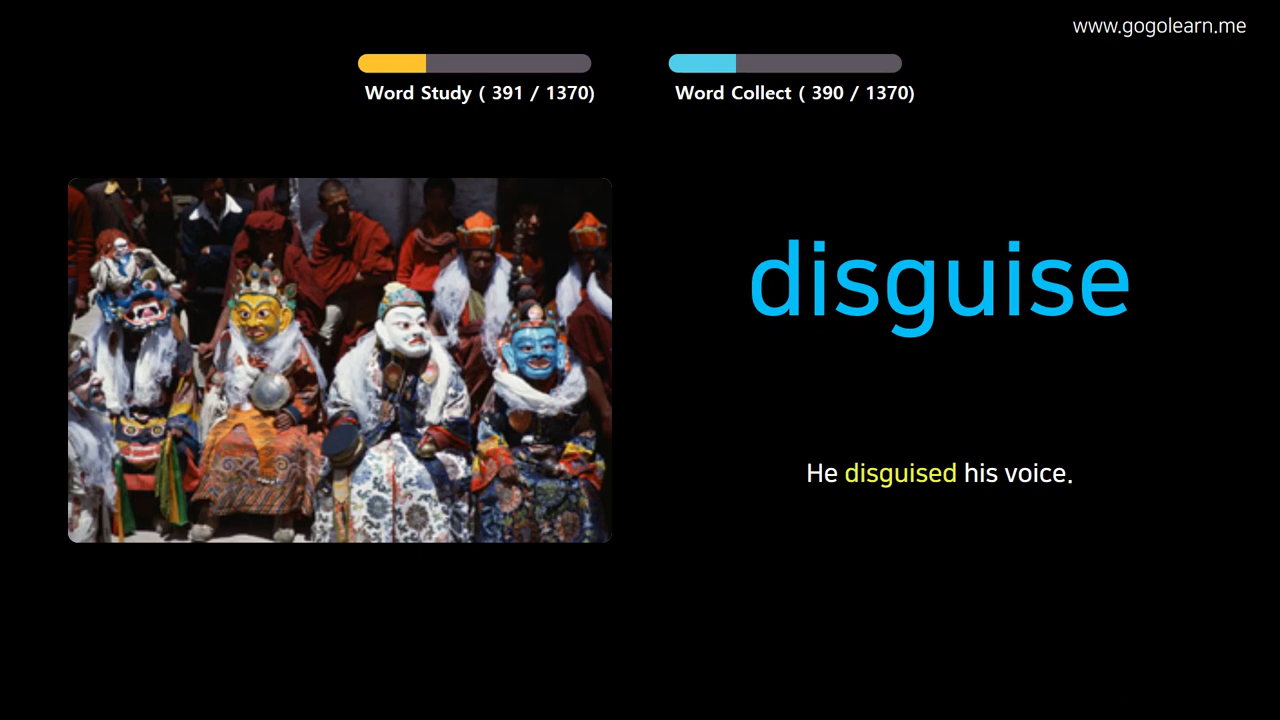 www.gogolearn.me
Word Study ( 391 / 1370)
Word Collect ( 390 / 1370)
disguise
He disguised his voice.